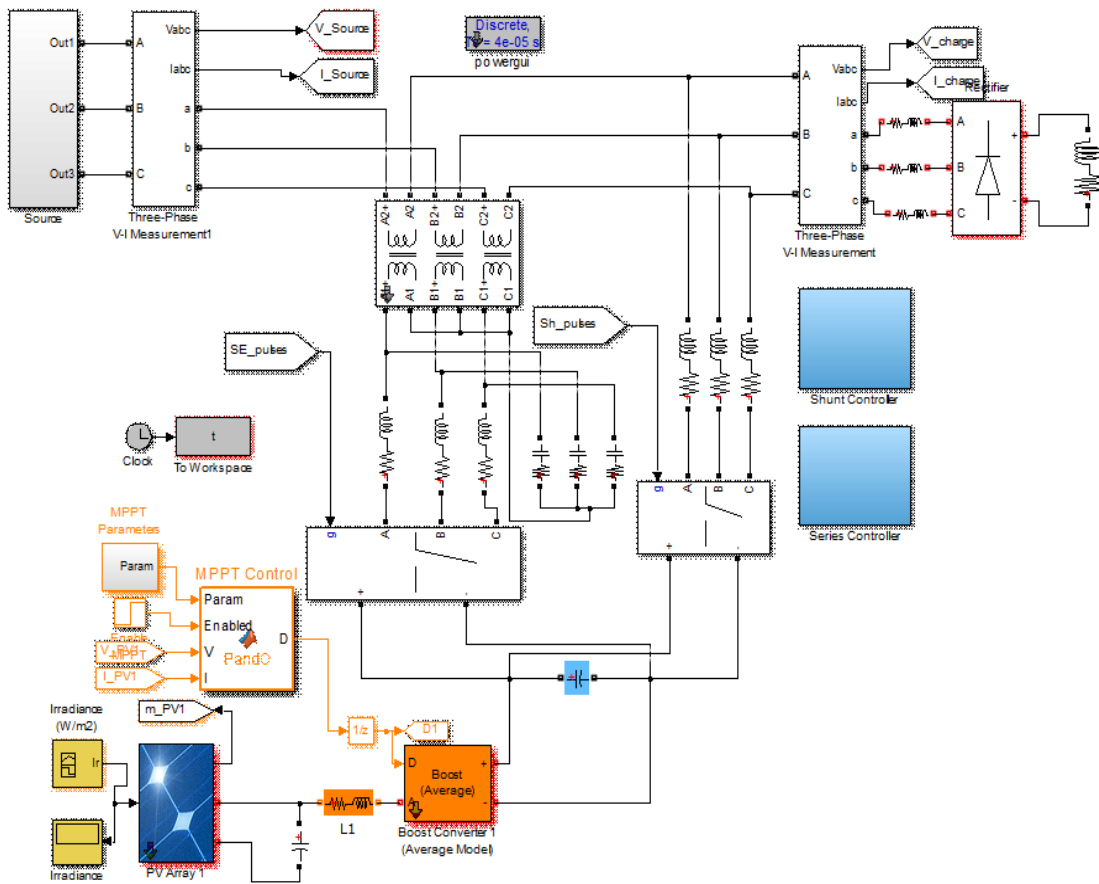 Out1
Out2
Out3
Source
A
B
C
Vabc
Iabc
a
b
c
Three-Phase
V-I Measurement1
V_Source
I_Source
Discrete,
= 4e-05 s
powergui
A
B
C
Vabc
Iabc
a
b
c
Three-Phase
V-I Measurement
V_charge
I_charge
Rectifier
A
B
C
+
-
A2+
A2
B2+
B2
C2+
C2
A1
B1+
B1
C1+
C1
SE_pulses
Sh_pulses
Shunt Controller
Series Controller
Clock
t
To Workspace
g
A
B
C
+
-
g
A
B
C
+
-
MPPT
Parameters
Param
MPPT Control
Param
Enabled
V
I
D
PandO
Enable
MPPT
V_PV1
I_PV1
Irradiance
(W/m2)
m_PV1
Ir
Irradiance
PV Array 1
1/z
D1
L1
D
A
Boost
(Average)
+
-
Boost Converter 1
(Average Model)